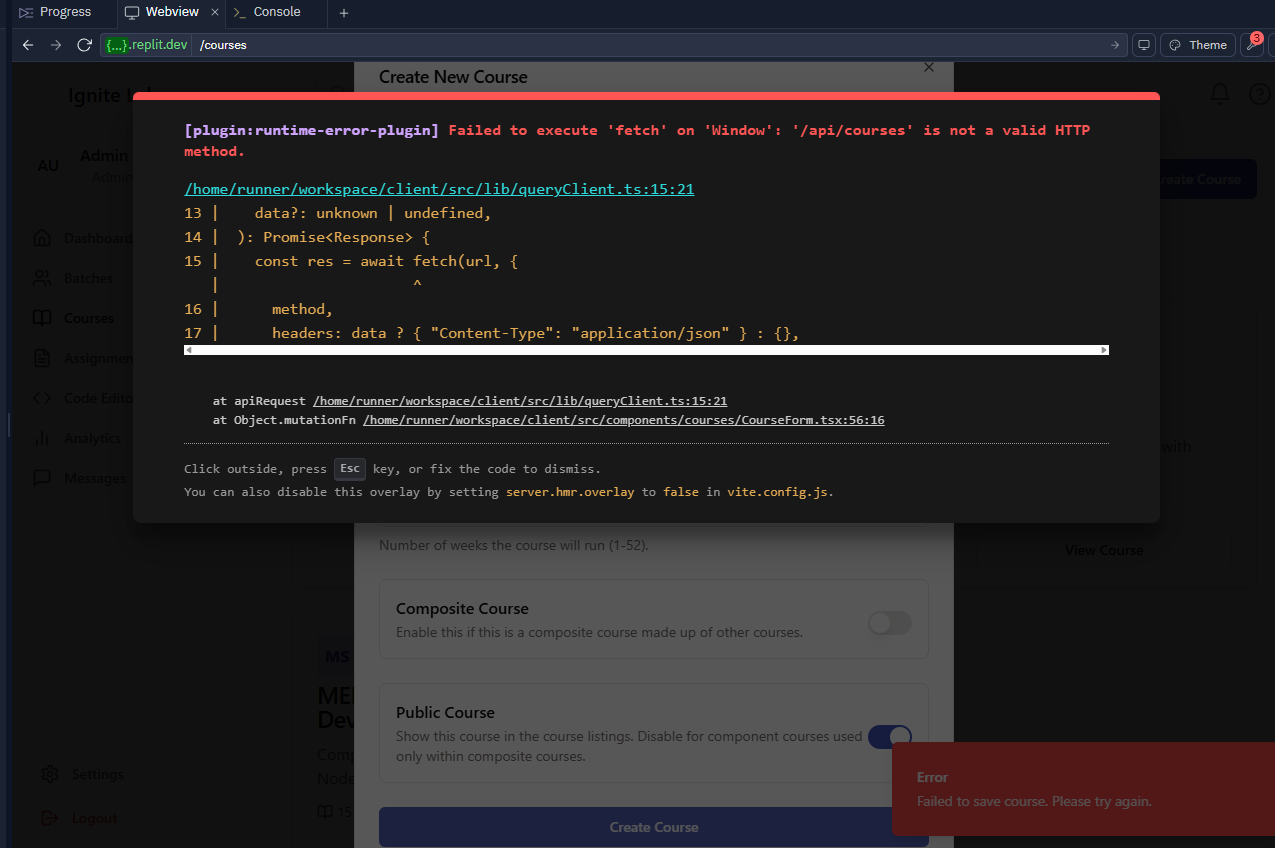 Progress
Webview
Console
{...}.replit.dev
/courses
Theme
3
Create New Course
Ignite
AU
Admin
Admin
Create Course
[plugin:runtime-error-plugin] Failed to execute 'fetch' on 'Window': '/api/courses' is not a valid HTTP
method.
/home/runner/workspace/client/src/lib/queryClient.ts:15:21
13 | data?: unknown | undefined,
14 | ): Promise<Response> {
15 | const res = await fetch(url, {
| ^
16 | method,
17 | headers: data ? { "Content-Type": "application/json" } : {},
at apiRequest /home/runner/workspace/client/src/lib/queryClient.ts:15:21
at Object.mutationFn /home/runner/workspace/client/src/components/courses/CourseForm.tsx:56:16
Click outside, press Esc key, or fix the code to dismiss.
You can also disable this overlay by setting server.hmr.overlay to false in vite.config.js.
Dashboard
Batches
Courses
Assignmen
Code Edito
Analytics
Messages
with
View Course
Number of weeks the course will run (1-52).
Composite Course
Enable this if this is a composite course made up of other courses.
Public Course
Show this course in the course listings. Disable for component courses used
only within composite courses.
Create Course
MS
Dev
Comp
Node
15
Settings
Logout
Error
Failed to save course. Please try again.